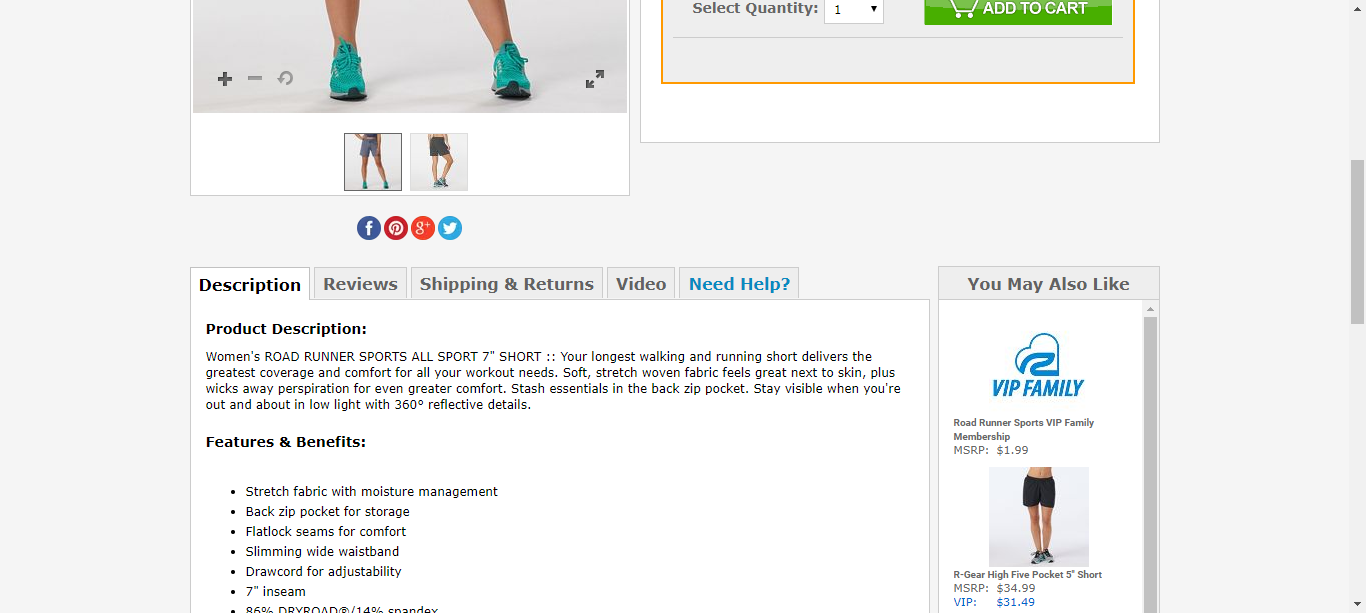 Select Quantity: 1 ADD TO CART
f g+
Description Reviews Shipping & Returns Video Need Help?
Product Description:
Women's ROAD RUNNER SPORTS ALL SPORT 7" SHORT :: Your longest walking and running short delivers the
greatest coverage and comfort for all your workout needs. Soft, stretch woven fabric feels great next to skin, plus
wicks away perspiration for even greater comfort. Stash essentials in the back zip pocket. Stay visible when you're
out and about in low light with 360° reflective details.
Features & Benefits:
• Stretch fabric with moisture management
• Back zip pocket for storage
• Flatlock seams for comfort
• Slimming wide waistband
• Drawcord for adjustability
• 7" inseam
• 86% DRYROAD®/14% spandex
You May Also Like
VIP FAMILY
Road Runner Sports VIP Family
Membership
MSRP: $1.99
R-Gear High Five Pocket 5" Short
MSRP: $34.99
VIP: $31.49